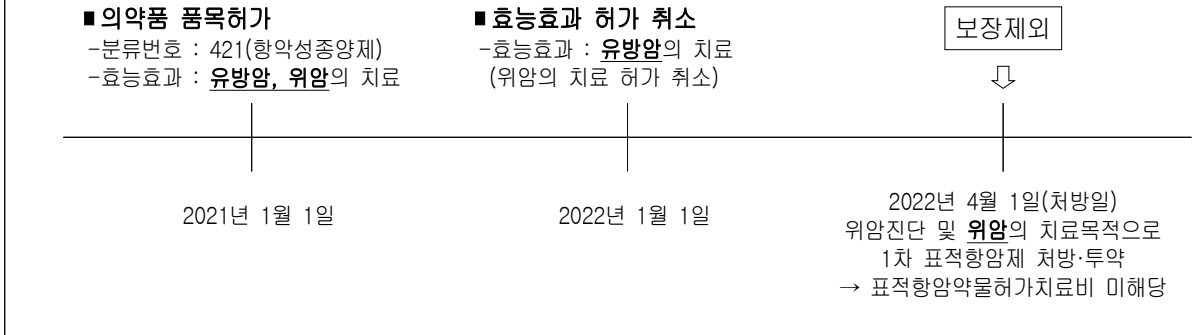 ■의약품 품목허가
-분류번호 : 421(항악성종양제)
-효능효과 : 유방암, 위암의 치료
■효능효과 허가 취소
-효능효과 : 유방암의 치료
(위암의 치료 허가 취소)
보장제외
⇩
2021년 1월 1일
2022년 1월 1일
2022년 4월 1일(처방일)
위암진단 및 위암의 치료목적으로
1차 표적항암제 처방·투약
→ 표적항암약물허가치료비 미해당